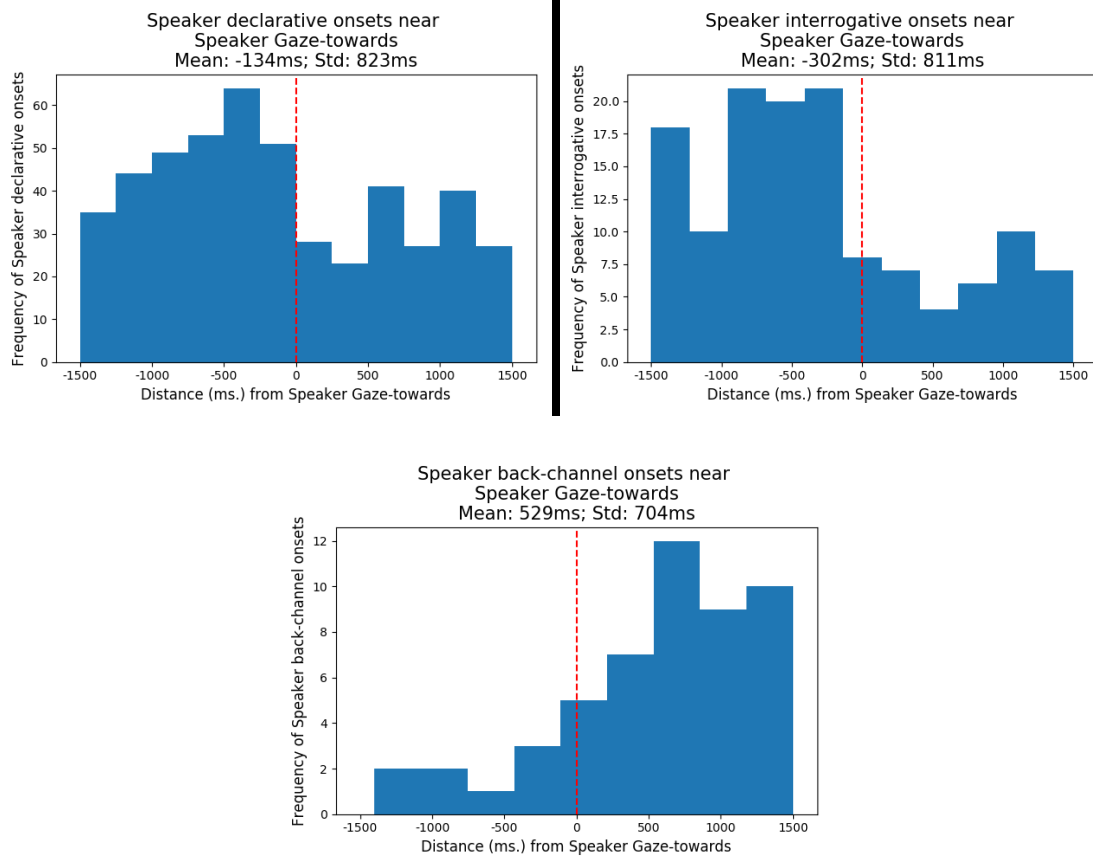 Speaker declarative onsets near
Speaker Gaze-towards
Mean: -134ms; Std: 823ms
Frequency of Speaker declarative onsets
60
50
40
30
20
10
0
-1500
-1000
-500
0
500
1000
1500
Distance (ms.) from Speaker Gaze-towards
Speaker interrogative onsets near
Speaker Gaze-towards
Mean: -302ms; Std: 811ms
Frequency of Speaker interrogative onsets
20.0
17.5
15.0
12.5
10.0
7.5
5.0
2.5
0.0
-1500
-1000
-500
0
500
1000
1500
Distance (ms.) from Speaker Gaze-towards
Speaker back-channel onsets near
Speaker Gaze-towards
Mean: 529ms; Std: 704ms
Frequency of Speaker back-channel onsets
12
10
8
6
4
2
0
-1500
-1000
-500
0
500
1000
1500
Distance (ms.) from Speaker Gaze-towards